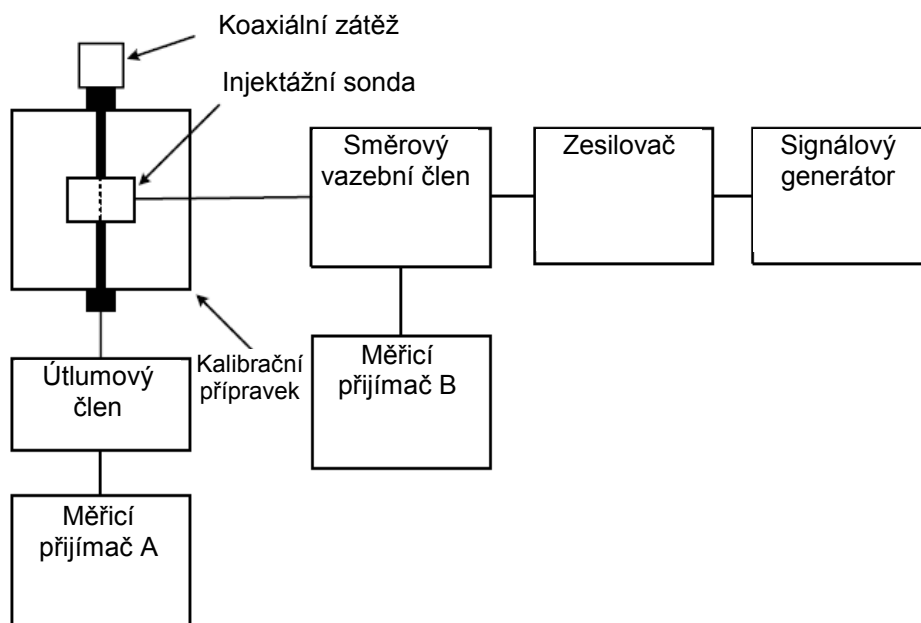 Koaxiální zátěž
Injektážní sonda
Směrový
vazební člen
Zesilovač
Signálový
generátor
Kalibrační
přípravek
Útlumový
člen
Měřicí
přijímač B
Měřicí
přijímač A